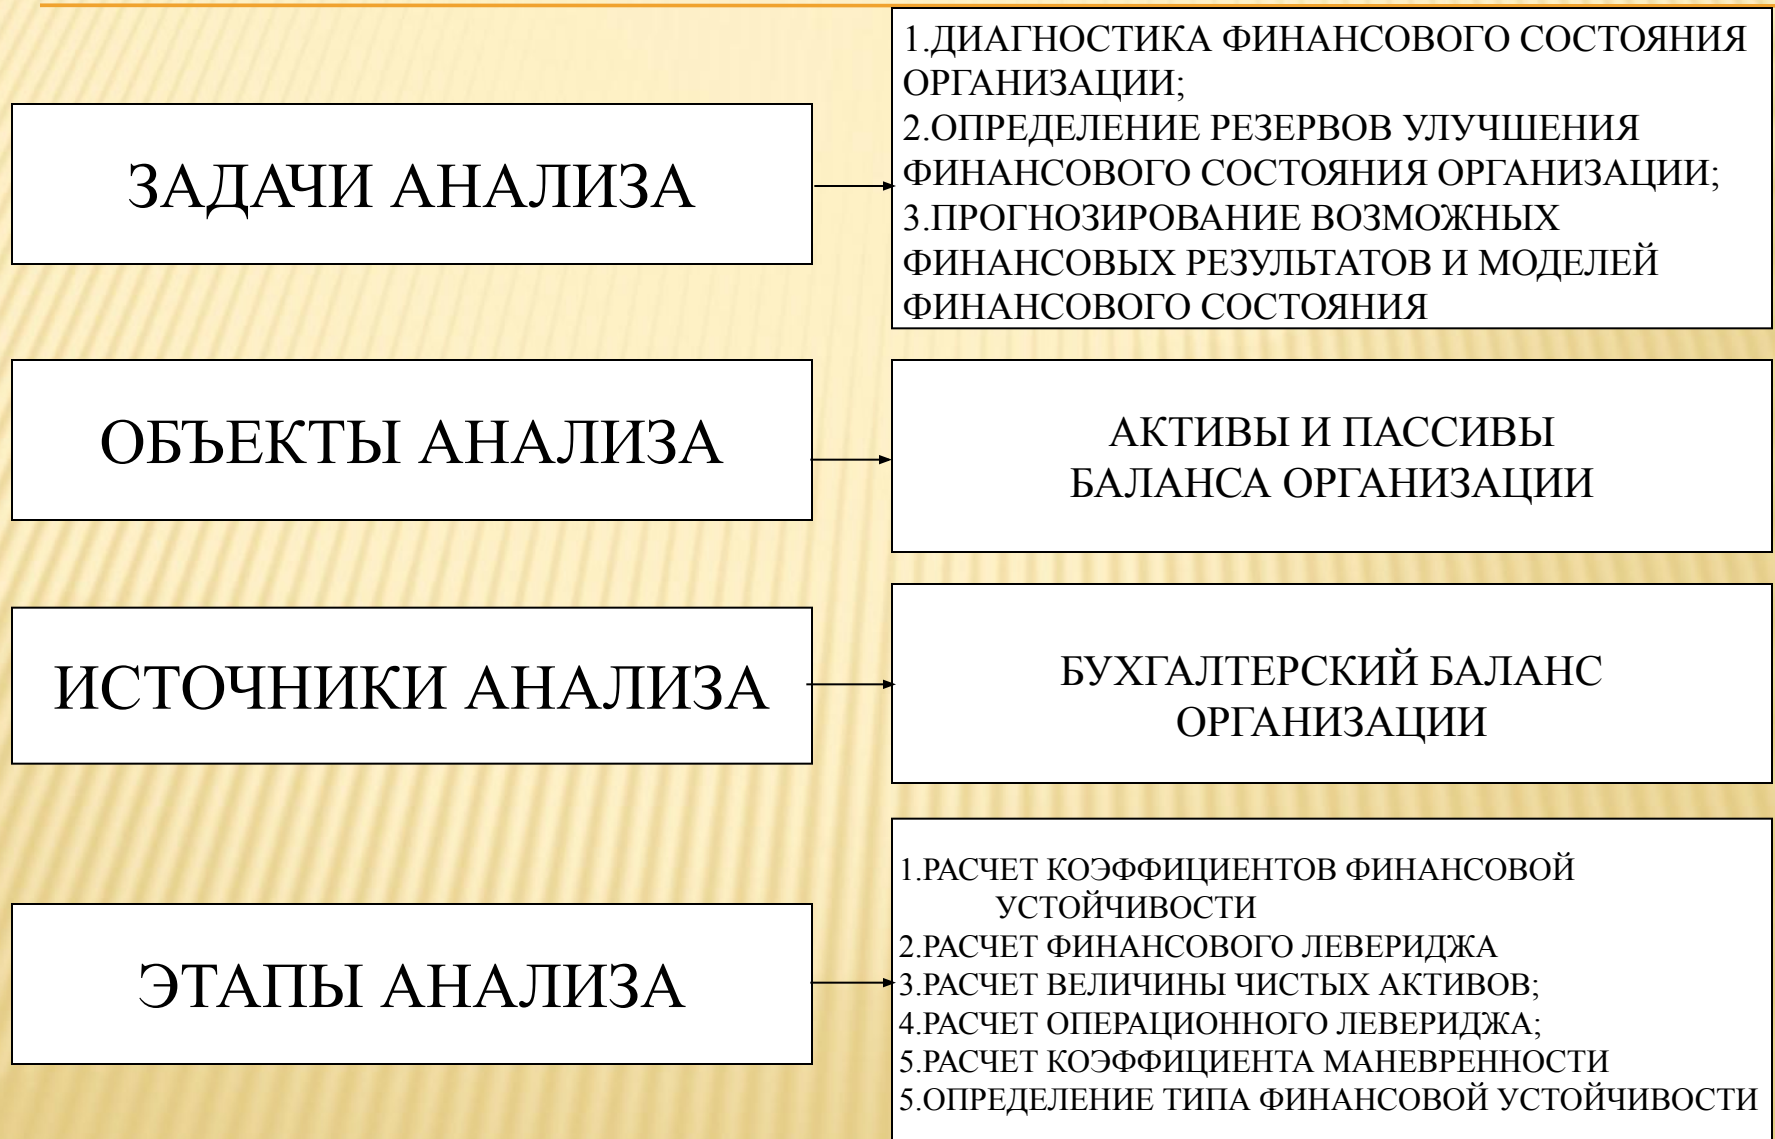 ЗАДАЧИ АНАЛИЗА
1.ДИАГНОСТИКА ФИНАНСОВОГО СОСТОЯНИЯ
ОРГАНИЗАЦИИ;
2.ОПРЕДЕЛЕНИЕ РЕЗЕРВОВ УЛУЧШЕНИЯ
ФИНАНСОВОГО СОСТОЯНИЯ ОРГАНИЗАЦИИ;
3.ПРОГНОЗИРОВАНИЕ ВОЗМОЖНЫХ
ФИНАНСОВЫХ РЕЗУЛЬТАТОВ И МОДЕЛЕЙ
ФИНАНСОВОГО СОСТОЯНИЯ
ОБЪЕКТЫ АНАЛИЗА
АКТИВЫ И ПАССИВЫ
БАЛАНСА ОРГАНИЗАЦИИ
ИСТОЧНИКИ АНАЛИЗА
БУХГАЛТЕРСКИЙ БАЛАНС
ОРГАНИЗАЦИИ
ЭТАПЫ АНАЛИЗА
1.РАСЧЕТ КОЭФФИЦИЕНТОВ ФИНАНСОВОЙ
УСТОЙЧИВОСТИ
2.РАСЧЕТ ФИНАНСОВОГО ЛЕВЕРИДЖА
3.РАСЧЕТ ВЕЛИЧИНЫ ЧИСТЫХ АКТИВОВ;
4.РАСЧЕТ ОПЕРАЦИОННОГО ЛЕВЕРИДЖА;
5.РАСЧЕТ КОЭФФИЦИЕНТА МАНЕВРЕННОСТИ
5.ОПРЕДЕЛЕНИЕ ТИПА ФИНАНСОВОЙ УСТОЙЧИВОСТИ